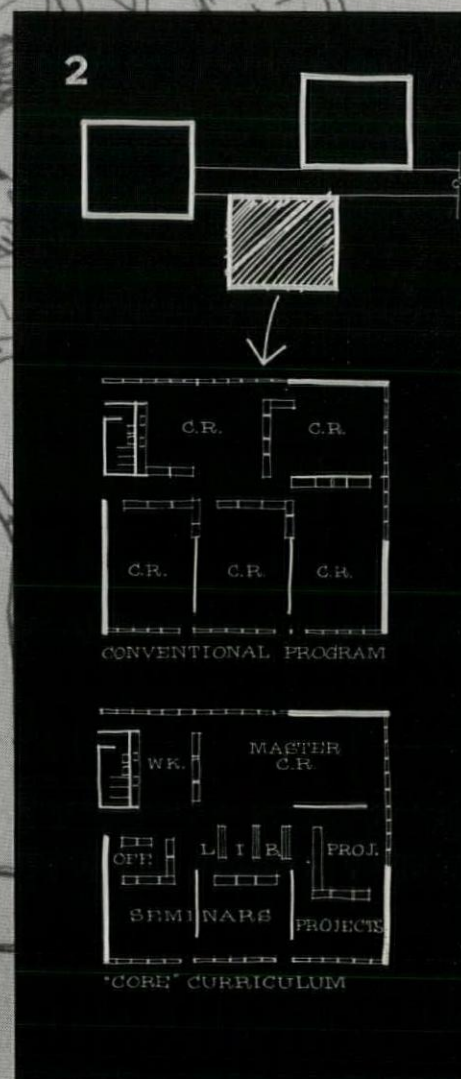 2
C.R. C.R.
C.R. C.R. C.R.
CONVENTIONAL PROGRAM
MASTER
WK. C.R.
OFF. L I B. PROJ.
SEMINARS PROJECTS
"CORE" CURRICULUM